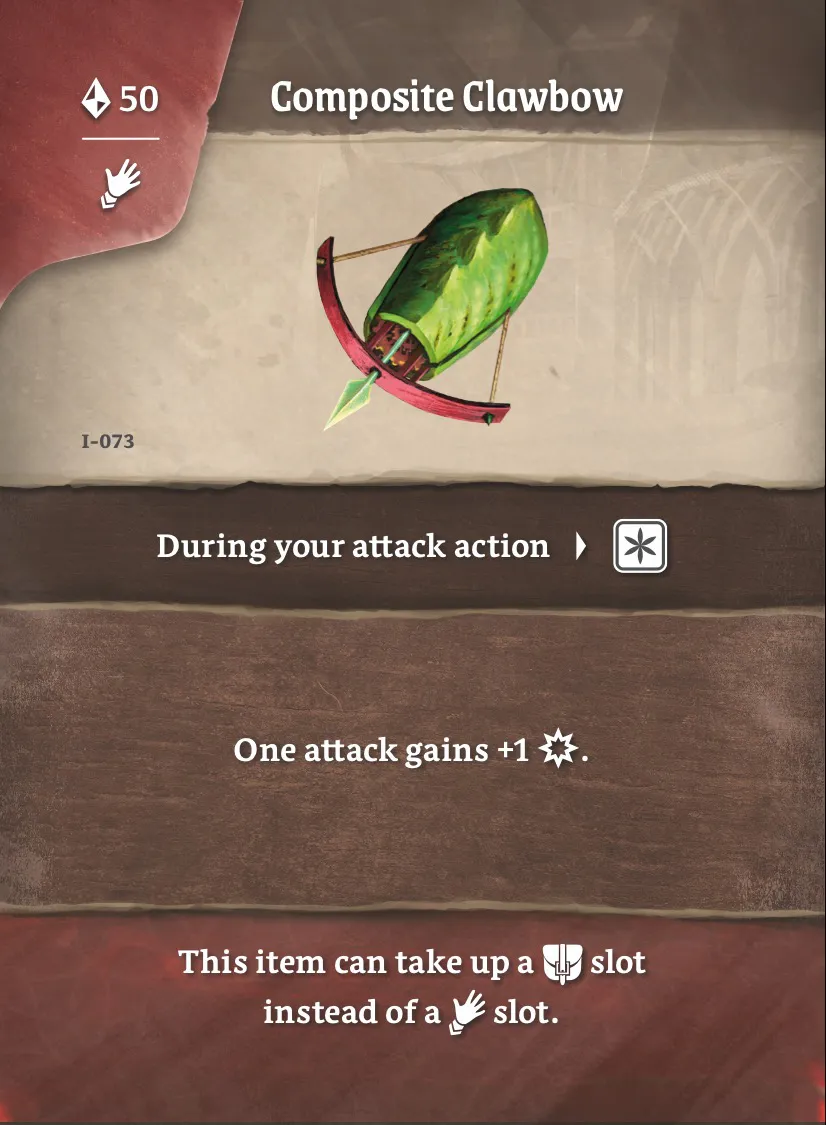 50
Composite Clawbow
I-073
During your attack action
One attack gains +1 .
This item can take up a slot
instead of a slot.